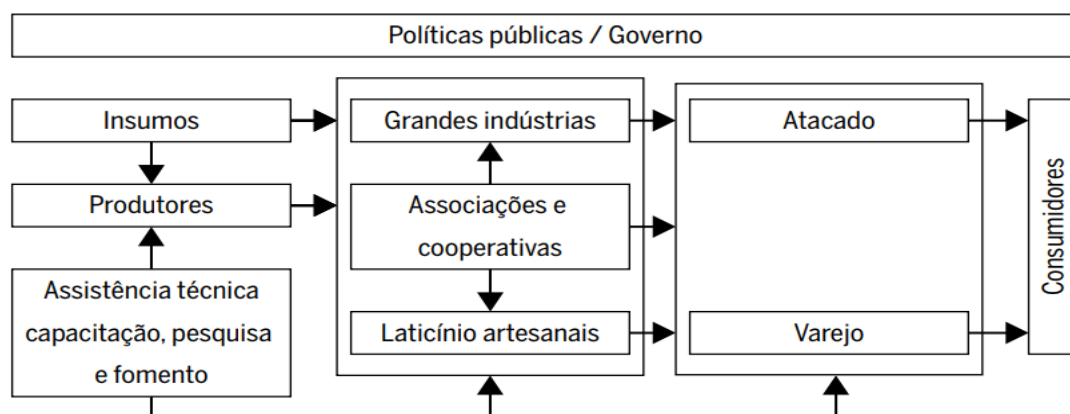 Políticas públicas / Governo
Insumos
Grandes indústrias
Atacado
Produtores
Associações e
cooperativas
Assistência técnica
capacitação, pesquisa
e fomento
Laticínio artesanais
Varejo
Consumidores